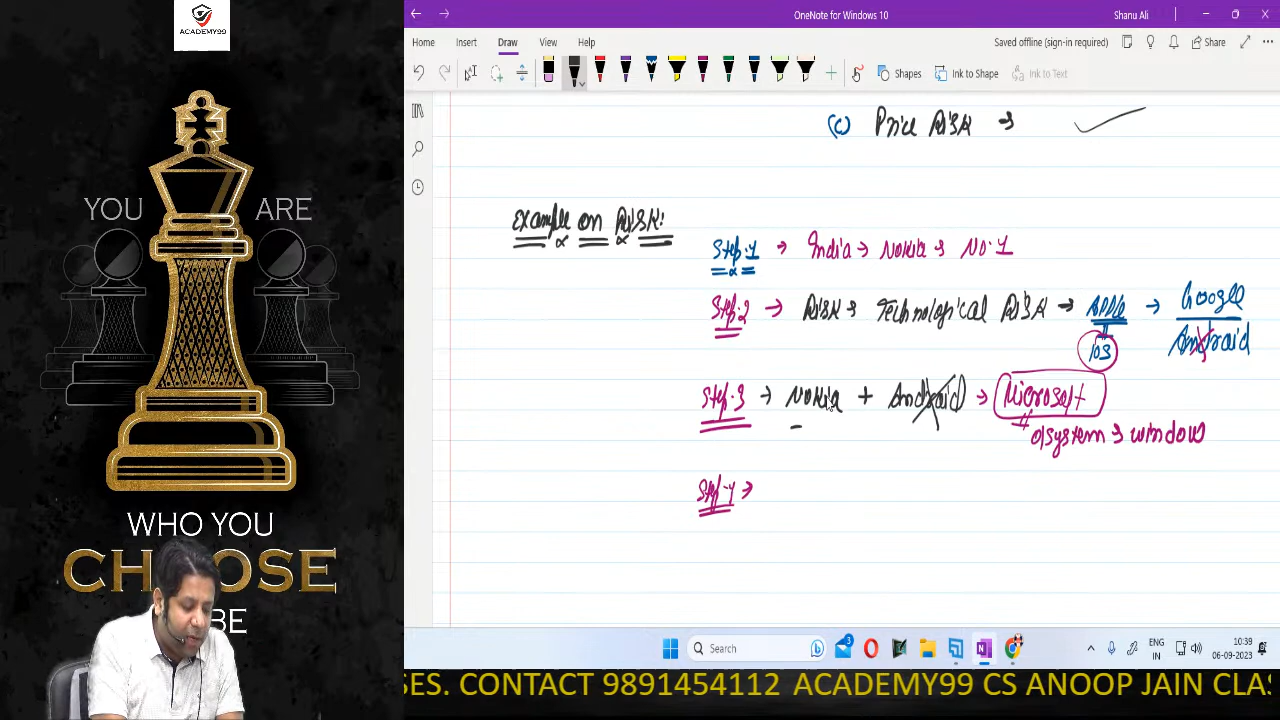 ACADEMY99
YOU ARE
WHO YOU
CHOOSE
BE
OneNote for Windows 10
Shanu Ali
Home Insert Draw View Help
Saved offline (sign-in required)
Share
Shapes
Ink to Shape
Ink to Text
(c) Price Risk →
Example on Risk:
Step-1 → India → Nokia → No.1
Step-2 → Risk → Technological Risk → Apple → Google
ios Android
Step-3 → Nokia + Android → Microsoft
o/system → window
Step-4 →
Search
3
ENG
IN
10:39
06-09-2023
SES. CONTACT 9891454112 ACADEMY99 CS ANOOP JAIN CLA